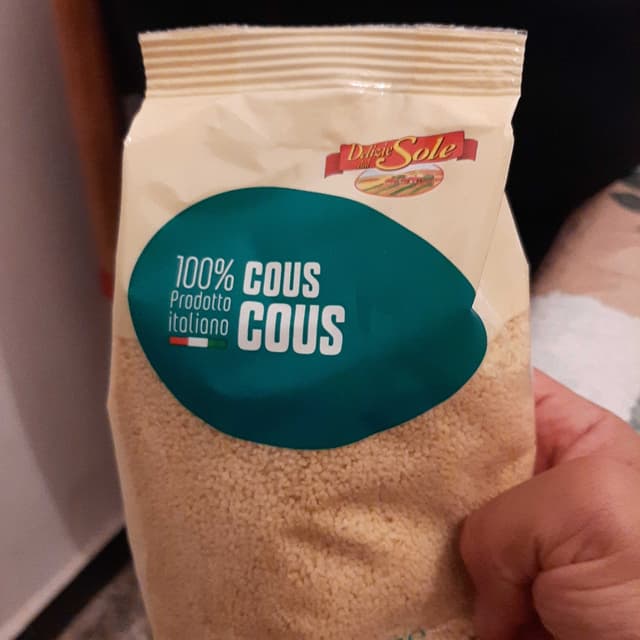 Delizie dal Sole
100% COUS
Prodotto
italiano COUS